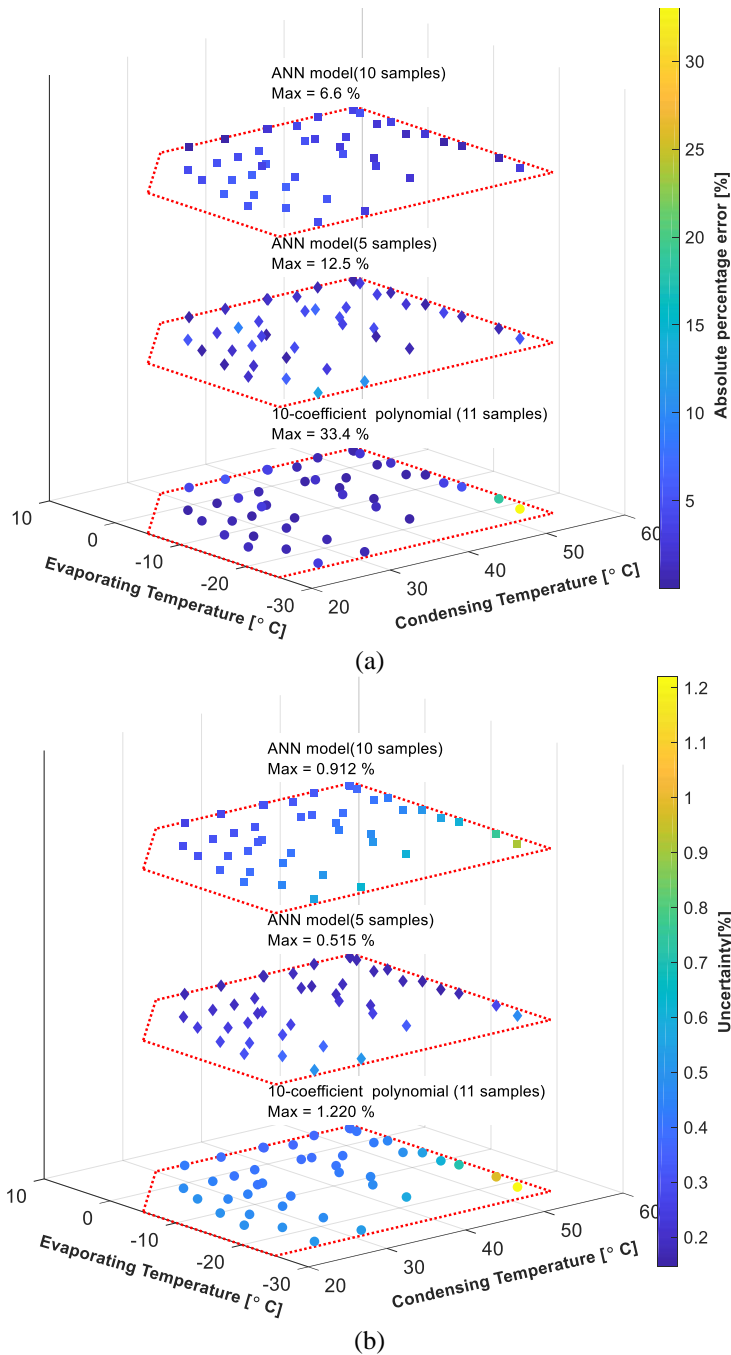 ANN model(10 samples)
Max = 6.6 %
ANN model(5 samples)
Max = 12.5 %
10-coefficient polynomial (11 samples)
Max = 33.4 %
10
0
-10
-20
-30
Evaporating Temperature [° C]
20
30
40
50
60
Condensing Temperature [° C]
30
25
20
15
10
5
Absolute percentage error [%]
(a)
ANN model(10 samples)
Max = 0.912 %
ANN model(5 samples)
Max = 0.515 %
10-coefficient polynomial (11 samples)
Max = 1.220 %
10
0
-10
-20
-30
Evaporating Temperature [° C]
20
30
40
50
60
Condensing Temperature [° C]
1.2
1.1
1
0.9
0.8
0.7
0.6
0.5
0.4
0.3
0.2
Uncertainty[%]
(b)